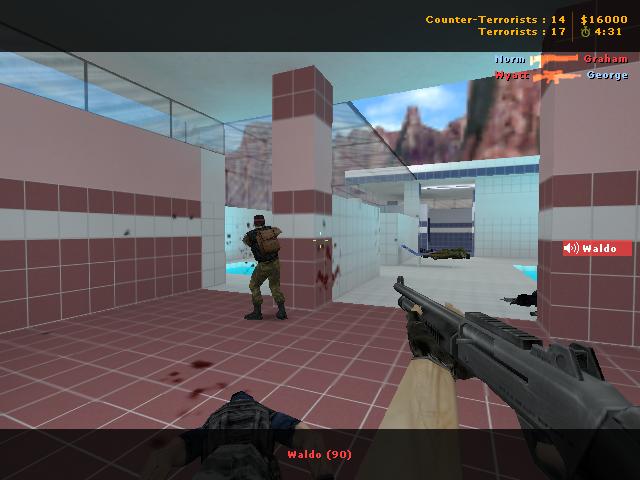 Counter-Terrorists : 14 $16000
Terrorists : 17 4:31
Norm Graham
Wyatt George
Waldo
Waldo (90)